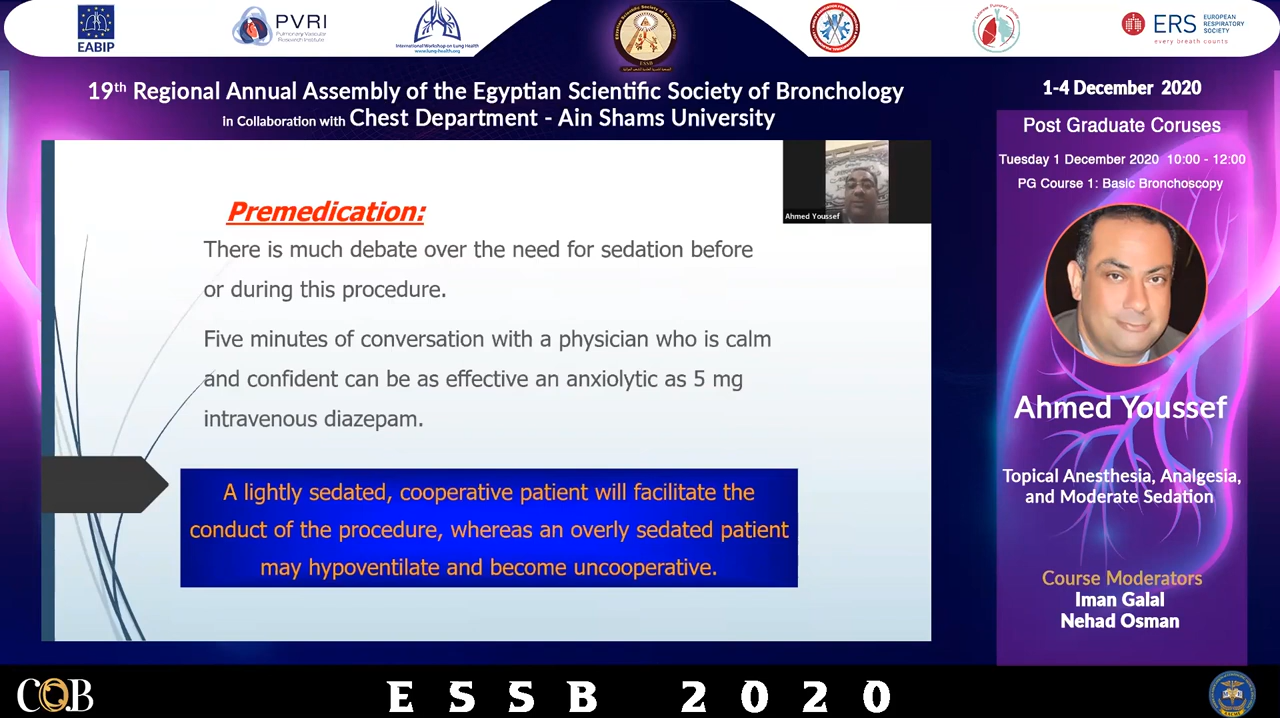 EABIP
PVRI
Pulmonary Vascular
Research Institute
International Workshop on Lung Health
www.lung-health.org
ESSB
ERS
EUROPEAN
RESPIRATORY
SOCIETY
every breath counts
19th Regional Annual Assembly of the Egyptian Scientific Society of Bronchology
in Collaboration with Chest Department - Ain Shams University
1-4 December 2020
Post Graduate Coruses
Tuesday 1 December 2020 10:00 - 12:00
PG Course 1: Basic Bronchoscopy
Ahmed Youssef
Premedication:
There is much debate over the need for sedation before
or during this procedure.
Five minutes of conversation with a physician who is calm
and confident can be as effective an anxiolytic as 5 mg
intravenous diazepam.
A lightly sedated, cooperative patient will facilitate the
conduct of the procedure, whereas an overly sedated patient
may hypoventilate and become uncooperative.
Ahmed Youssef
Topical Anesthesia, Analgesia,
and Moderate Sedation
Course Moderators
Iman Galal
Nehad Osman
COB
ESSB 2020